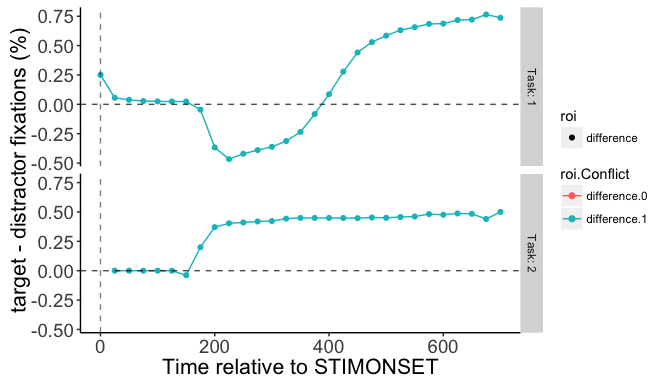 target - distractor fixations (%)
0.75
0.50
0.25
0.00
-0.25
-0.50
Task: 1
0.75
0.50
0.25
0.00
-0.25
-0.50
Task: 2
0
200
400
600
Time relative to STIMONSET
roi
difference
roi.Conflict
difference.0
difference.1